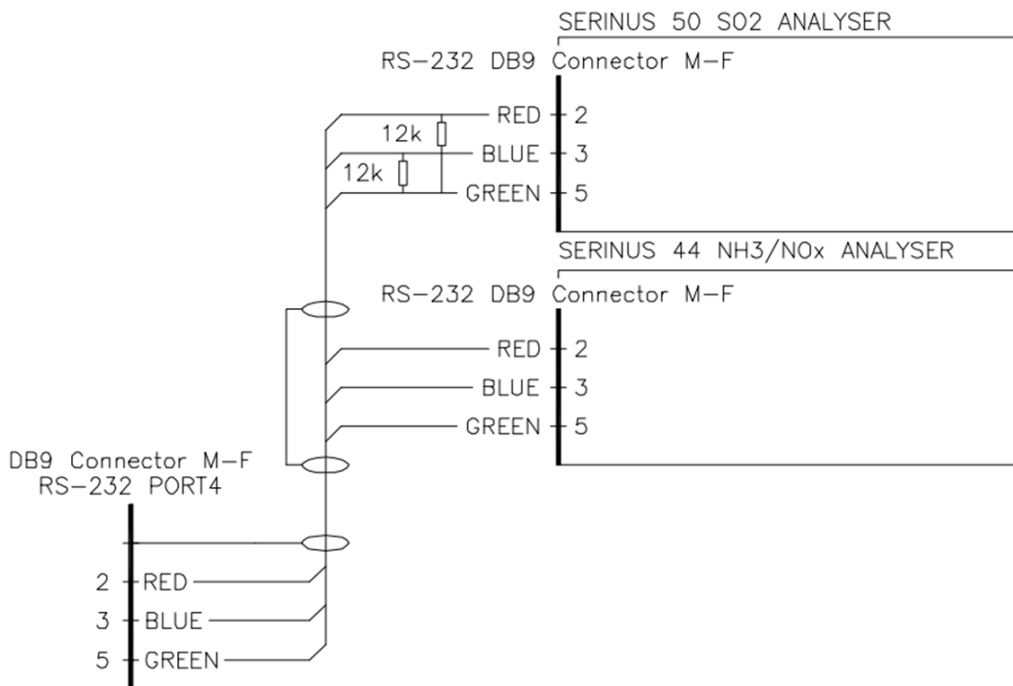 SERINUS 50 SO2 ANALYSER
RS-232 DB9 Connector M-F
RED 2
12k
BLUE 3
12k
GREEN 5
SERINUS 44 NH3/NOx ANALYSER
RS-232 DB9 Connector M-F
RED 2
BLUE 3
GREEN 5
DB9 Connector M-F
RS-232 PORT4
2 RED
3 BLUE
5 GREEN